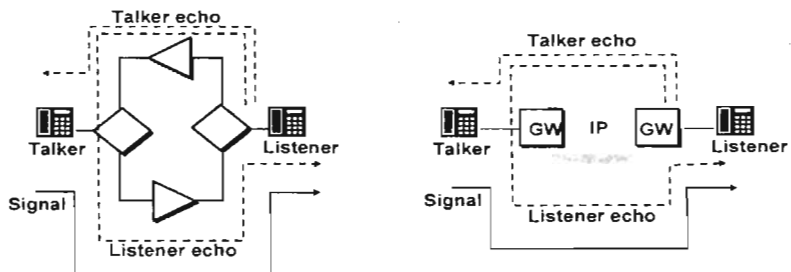 Talker echo
Talker
Listener
Signal
Listener echo
Talker echo
GW IP GW
Talker
Listener
Signal
Listener echo